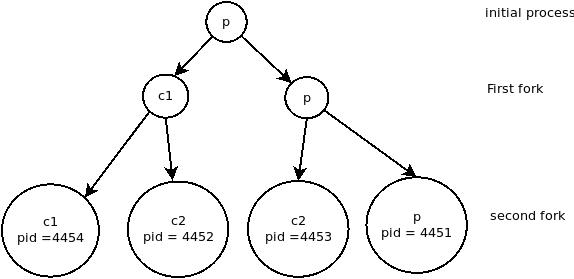 p
initial process
c1
p
First fork
c1
pid =4454
c2
pid = 4452
c2
pid =4453
p
pid = 4451
second fork